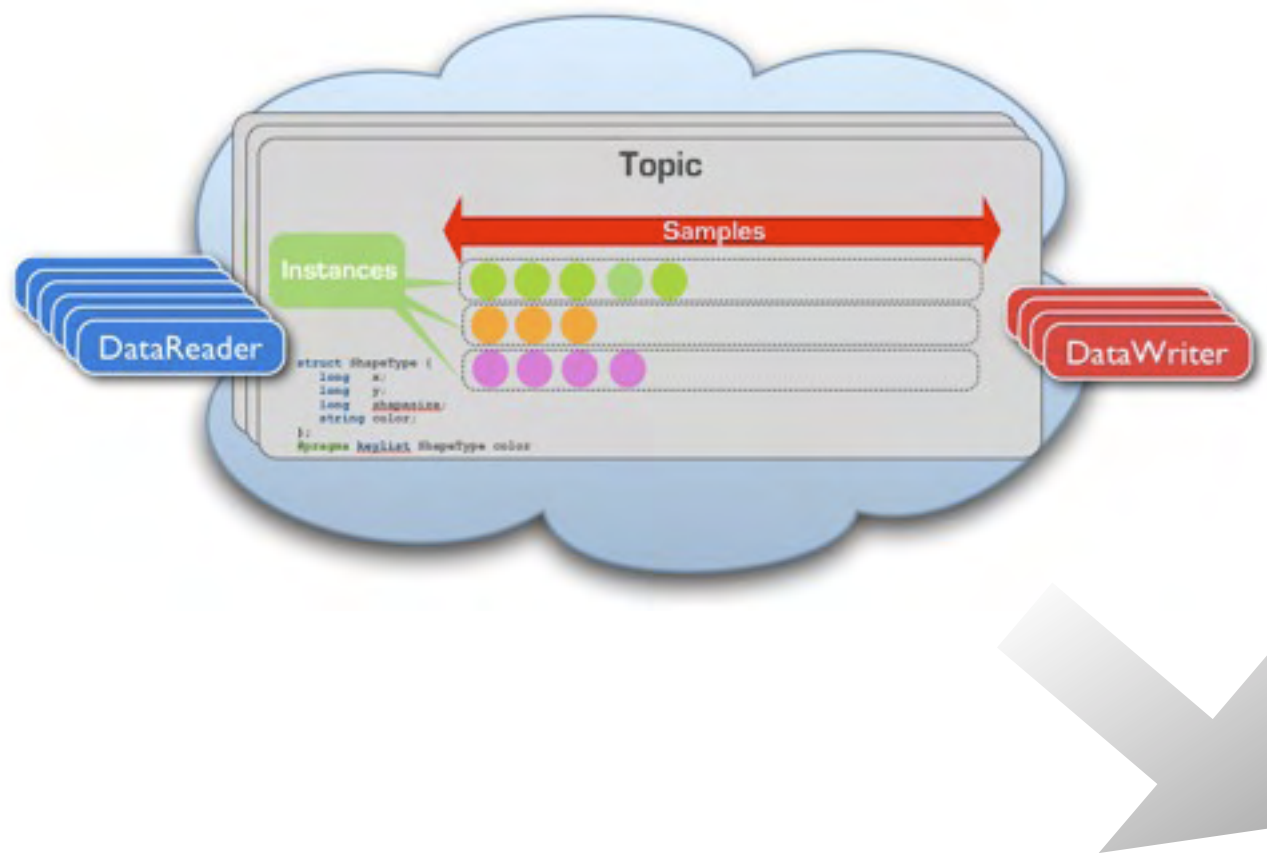 Topic
Samples
Instances
DataReader
DataWriter
struct ShapeType {
long x;
long y;
long shapesize;
string color;
};
#pragma keylist ShapeType color